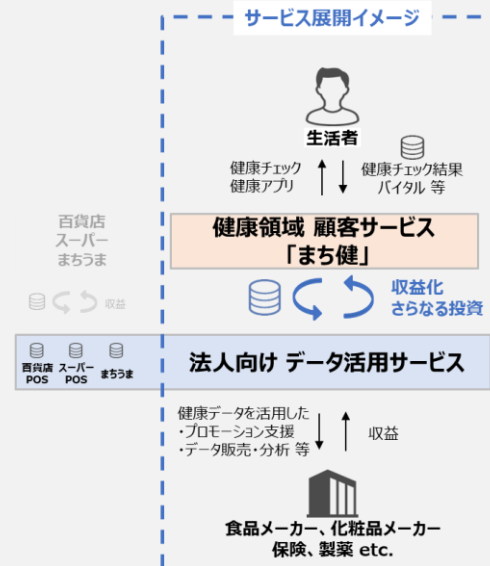 サービス展開イメージ
生活者
健康チェック
健康アプリ
健康チェック結果
バイタル 等
百貨店
スーパー
まちうま
収益
健康領域 顧客サービス
「まち健」
収益化
さらなる投資
百貨店
POS
スーパー
POS
まちうま
法人向け データ活用サービス
健康データを活用した
・プロモーション支援
・データ販売・分析 等
収益
食品メーカー、化粧品メーカー
保険、製薬 etc.